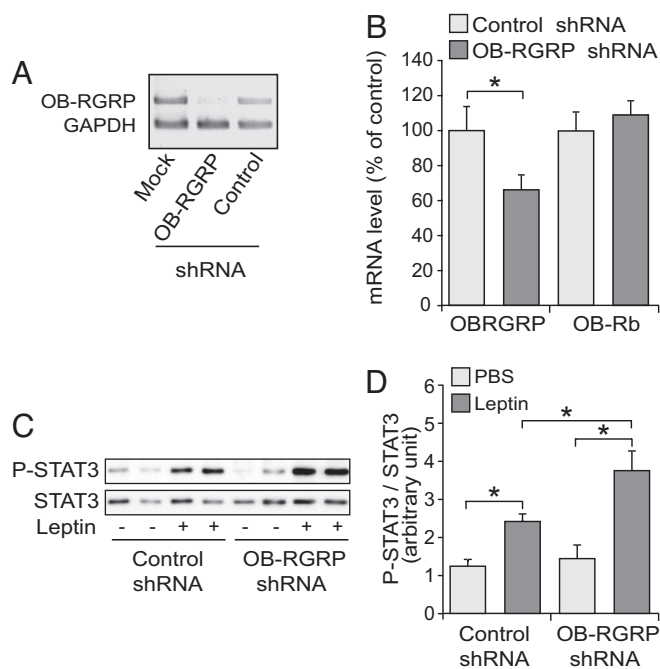 A
OB-RGRP
GAPDH
Mock
OB-RGRP
Control
shRNA
B
Control shRNA
OB-RGRP shRNA
mRNA level (% of control)
140
120
100
80
60
40
20
0
*
OBRGRP
OB-Rb
C
P-STAT3
STAT3
Leptin - - + + - - + +
Control shRNA
OB-RGRP shRNA
D
PBS
Leptin
P-STAT3 / STAT3
(arbitrary unit)
6
5
4
3
2
1
0
*
*
*
Control
shRNA
OB-RGRP
shRNA